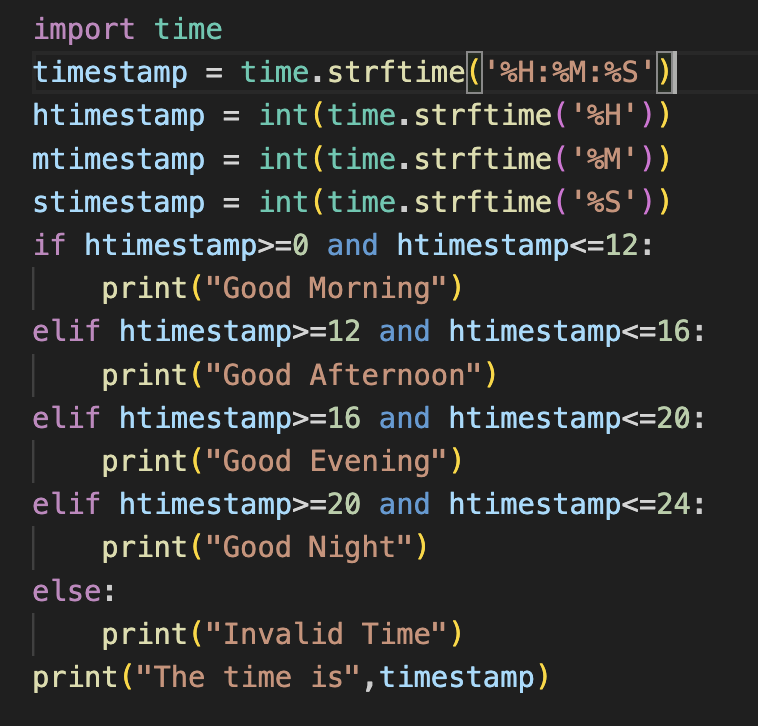 import time
timestamp = time.strftime('%H:%M:%S')
htimestamp = int(time.strftime('%H'))
mtimestamp = int(time.strftime('%M'))
stimestamp = int(time.strftime('%S'))
if htimestamp>=0 and htimestamp<=12:
    print("Good Morning")
elif htimestamp>=12 and htimestamp<=16:
    print("Good Afternoon")
elif htimestamp>=16 and htimestamp<=20:
    print("Good Evening")
elif htimestamp>=20 and htimestamp<=24:
    print("Good Night")
else:
    print("Invalid Time")
print("The time is",timestamp)